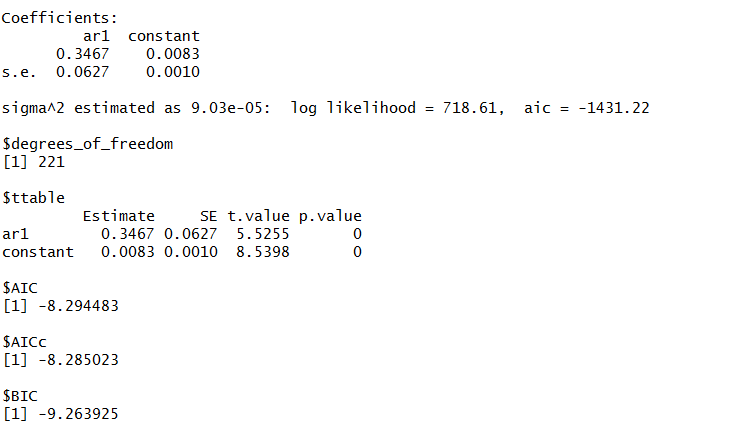 Coefficients:
ar1 constant
0.3467 0.0083
s.e. 0.0627 0.0010
sigma^2 estimated as 9.03e-05: log likelihood = 718.61, aic = -1431.22
$degrees_of_freedom
[1] 221
$ttable
Estimate SE t.value p.value
ar1 0.3467 0.0627 5.5255 0
constant 0.0083 0.0010 8.5398 0
$AIC
[1] -8.294483
$AICc
[1] -8.285023
$BIC
[1] -9.263925